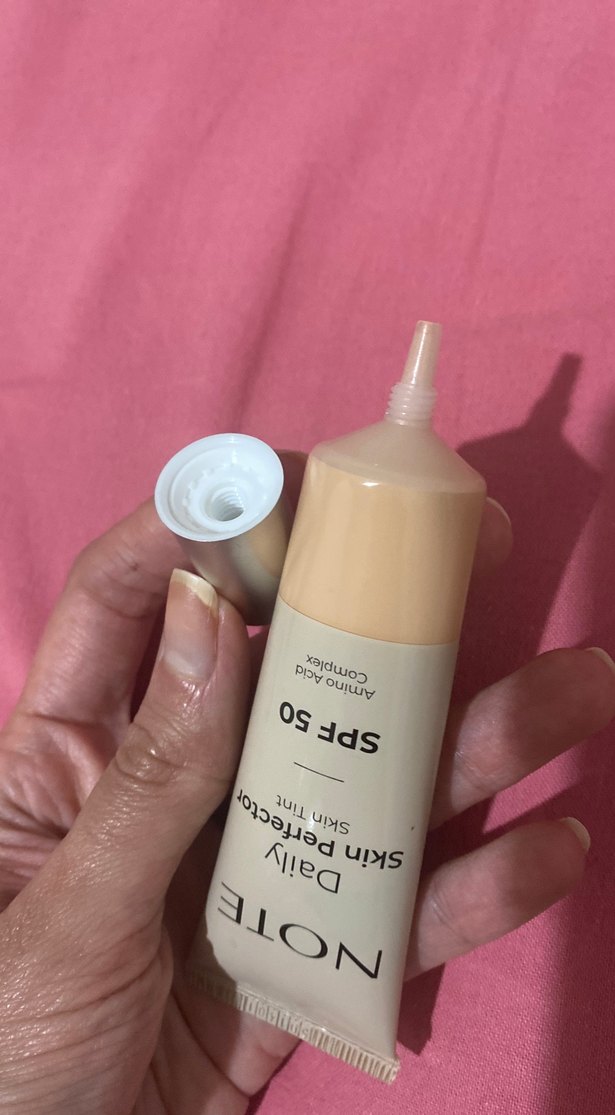 NOTE
Daily
Skin Perfector
Skin Tint
SPF 50
Amino Acid
Complex